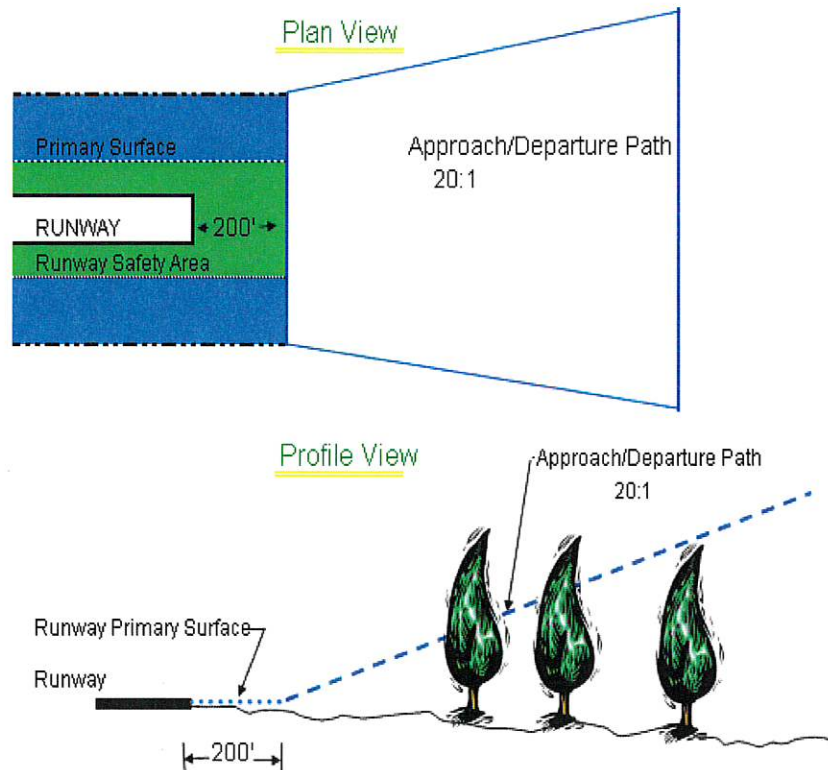 Plan View
Primary Surface
Approach/Departure Path
20:1
RUNWAY
200'
Runway Safety Area
Profile View
Approach/Departure Path
20:1
Runway Primary Surface
Runway
200'